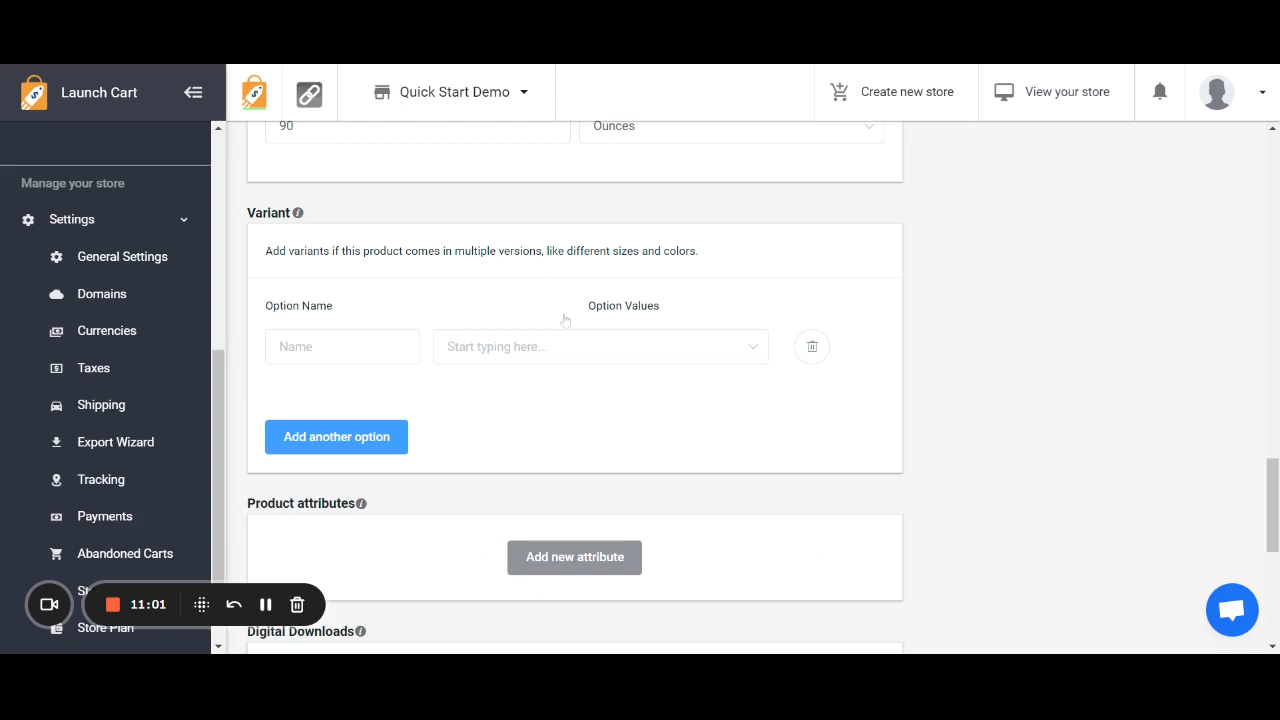 Launch Cart
Quick Start Demo
Create new store
View your store
90
Ounces
Manage your store
Settings
General Settings
Domains
Currencies
Taxes
Shipping
Export Wizard
Tracking
Payments
Abandoned Carts
Store Plan
Variant
Add variants if this product comes in multiple versions, like different sizes and colors.
Option Name
Option Values
Name
Start typing here...
Add another option
Product attributes
Add new attribute
Digital Downloads
11:01